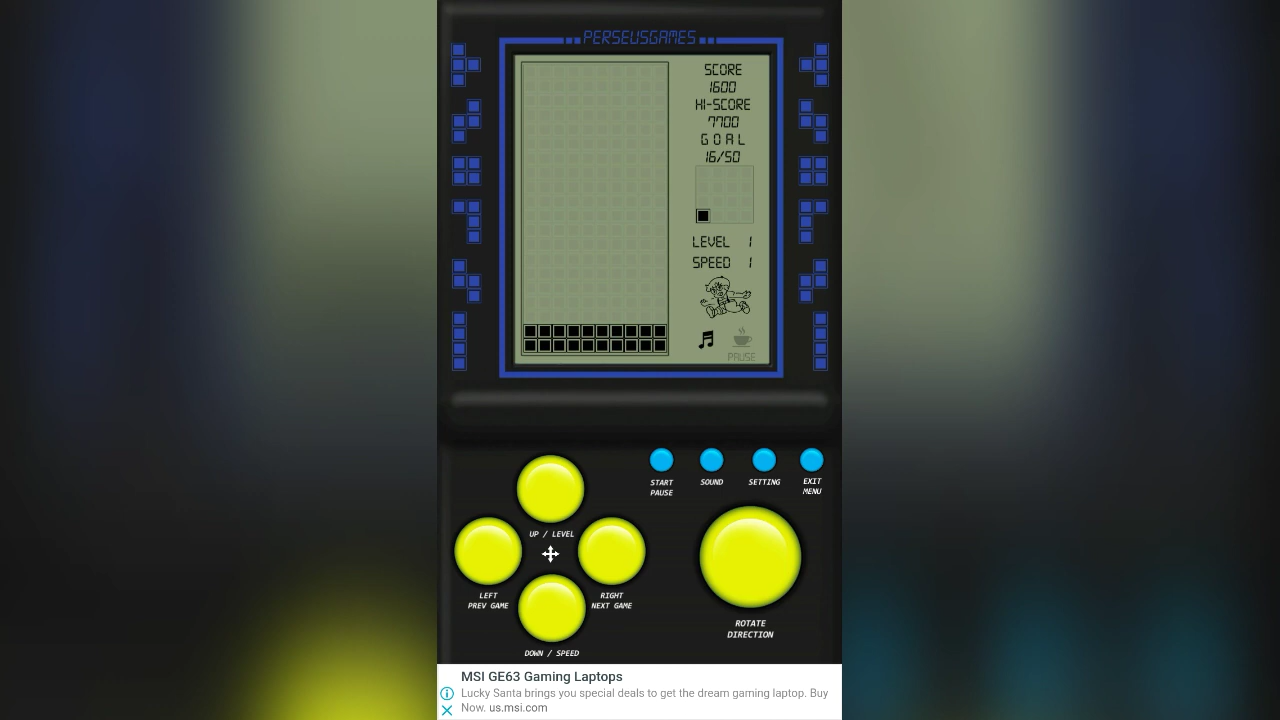 PERSEUSGAMES
SCORE
1600
HI-SCORE
7700
GOAL
16/50
LEVEL 1
SPEED 1
PAUSE
START
PAUSE
SOUND
SETTING
EXIT
MENU
UP / LEVEL
LEFT
PREV GAME
RIGHT
NEXT GAME
DOWN / SPEED
ROTATE
DIRECTION
MSI GE63 Gaming Laptops
Lucky Santa brings you special deals to get the dream gaming laptop. Buy
Now. us.msi.com